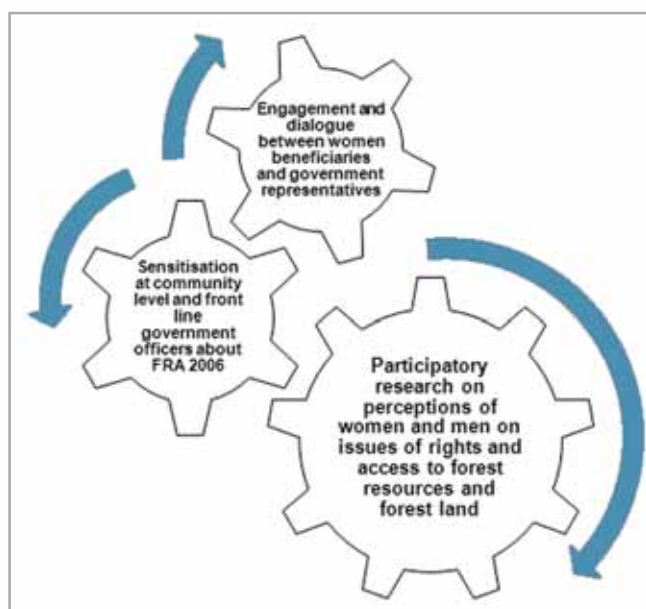 Engagement and
dialogue
between women
beneficiaries
and government
representatives
Sensitisation
at community
level and front
line
government
officers about
FRA 2006
Participatory
research on
perceptions of
women and men on
issues of rights and
access to forest
resources and
forest land